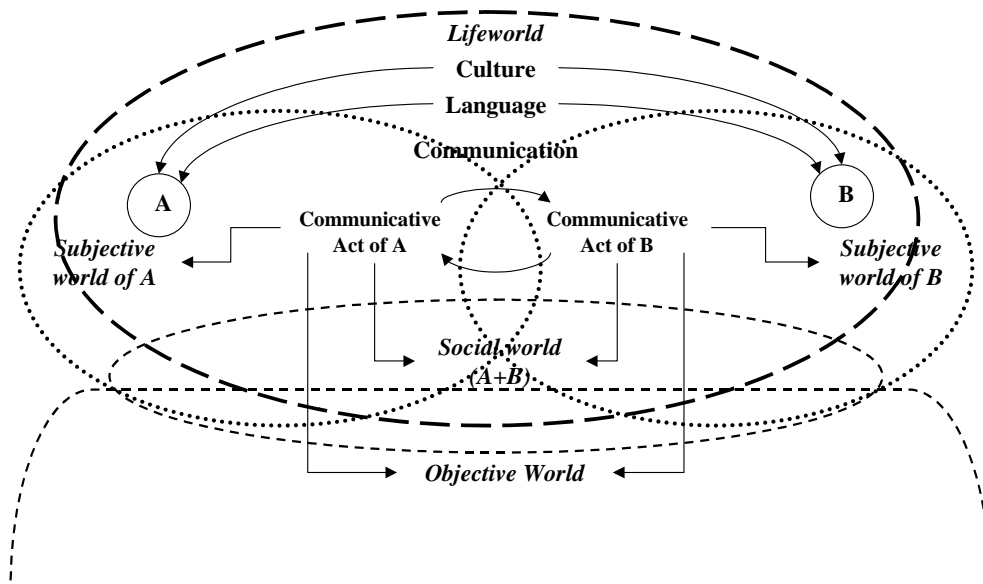 Lifeworld
Culture
Language
Communication
A
B
Communicative
Act of A
Communicative
Act of B
Subjective
world of A
Subjective
world of B
Social world
(A+B)
Objective World